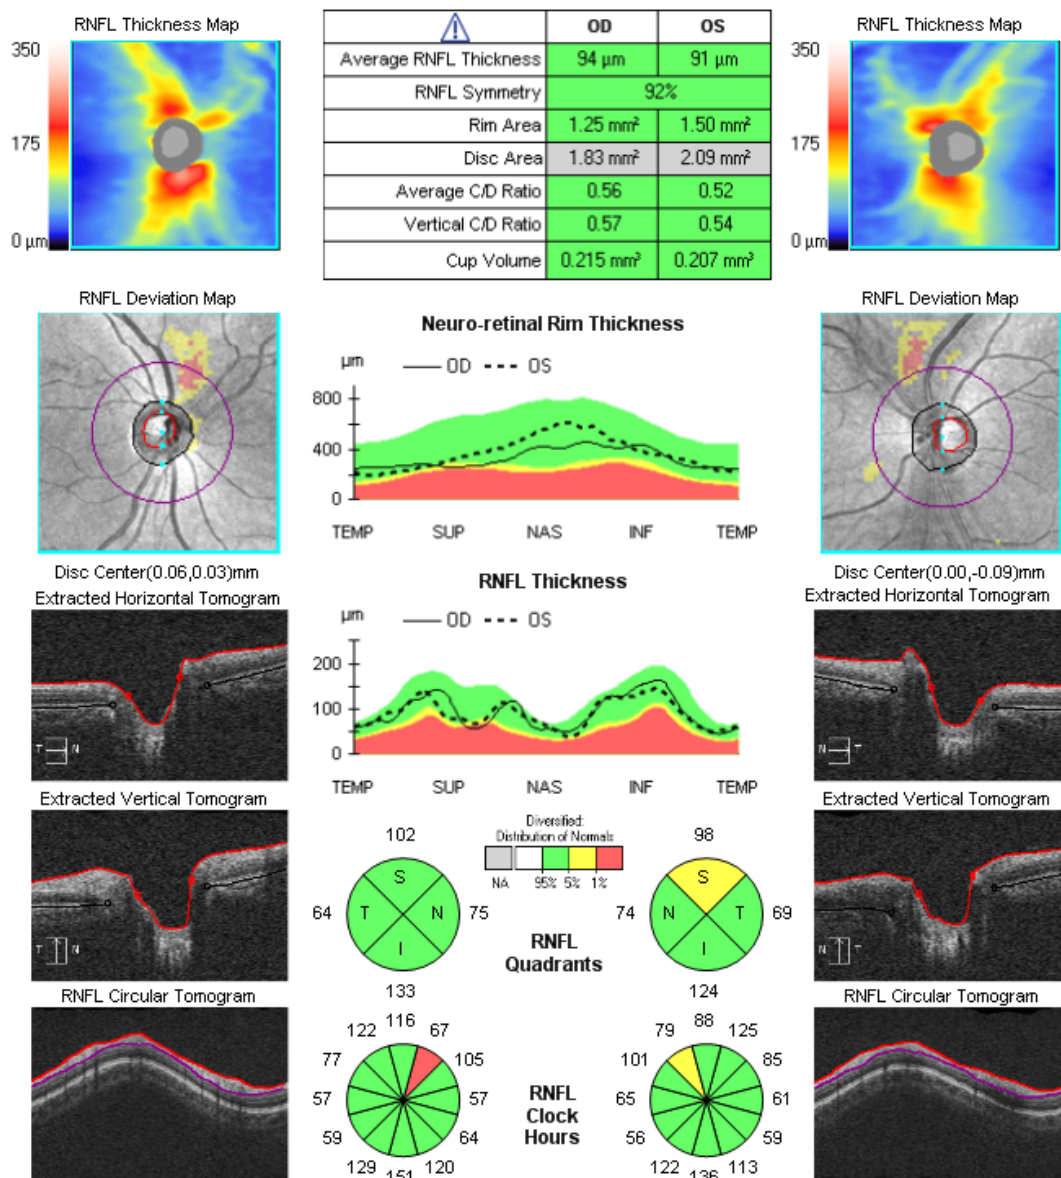 RNFL Thickness Map
350
175
0 µm
OD OS
Average RNFL Thickness 94 µm 91 µm
RNFL Symmetry 92%
Rim Area 1.25 mm² 1.50 mm²
Disc Area 1.83 mm² 2.09 mm²
Average C/D Ratio 0.56 0.52
Vertical C/D Ratio 0.57 0.54
Cup Volume 0.215 mm³ 0.207 mm³
RNFL Thickness Map
350
175
0 µm
RNFL Deviation Map
Disc Center(0.06,0.03)mm
Neuro-retinal Rim Thickness
µm OD OS
800
400
0
TEMP SUP NAS INF TEMP
RNFL Deviation Map
Disc Center(0.00,-0.09)mm
Extracted Horizontal Tomogram
T N
RNFL Thickness
µm OD OS
200
100
0
TEMP SUP NAS INF TEMP
Extracted Horizontal Tomogram
T N
Extracted Vertical Tomogram
T N
Diversified:
Distribution of Normals
NA 95% 5% 1%
102
S
64 T N 75
I
133
RNFL
Quadrants
98
S
74 N T 69
I
124
Extracted Vertical Tomogram
T N
RNFL Circular Tomogram
116
122 67
77 105
57 57
59 64
129 120
151
RNFL
Clock
Hours
88
79 125
101 85
65 61
56 59
122 113
136
RNFL Circular Tomogram